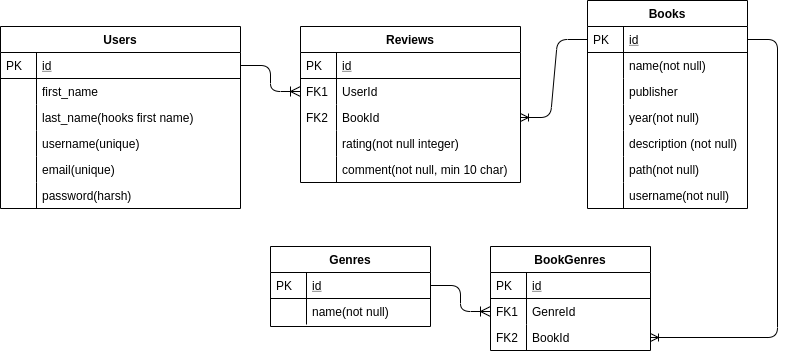 Users
PK id
first_name
last_name(hooks first name)
username(unique)
email(unique)
password(harsh)
Reviews
PK id
FK1 UserId
FK2 BookId
rating(not null integer)
comment(not null, min 10 char)
Books
PK id
name(not null)
publisher
year(not null)
description (not null)
path(not null)
username(not null)
Genres
PK id
name(not null)
BookGenres
PK id
FK1 GenreId
FK2 BookId